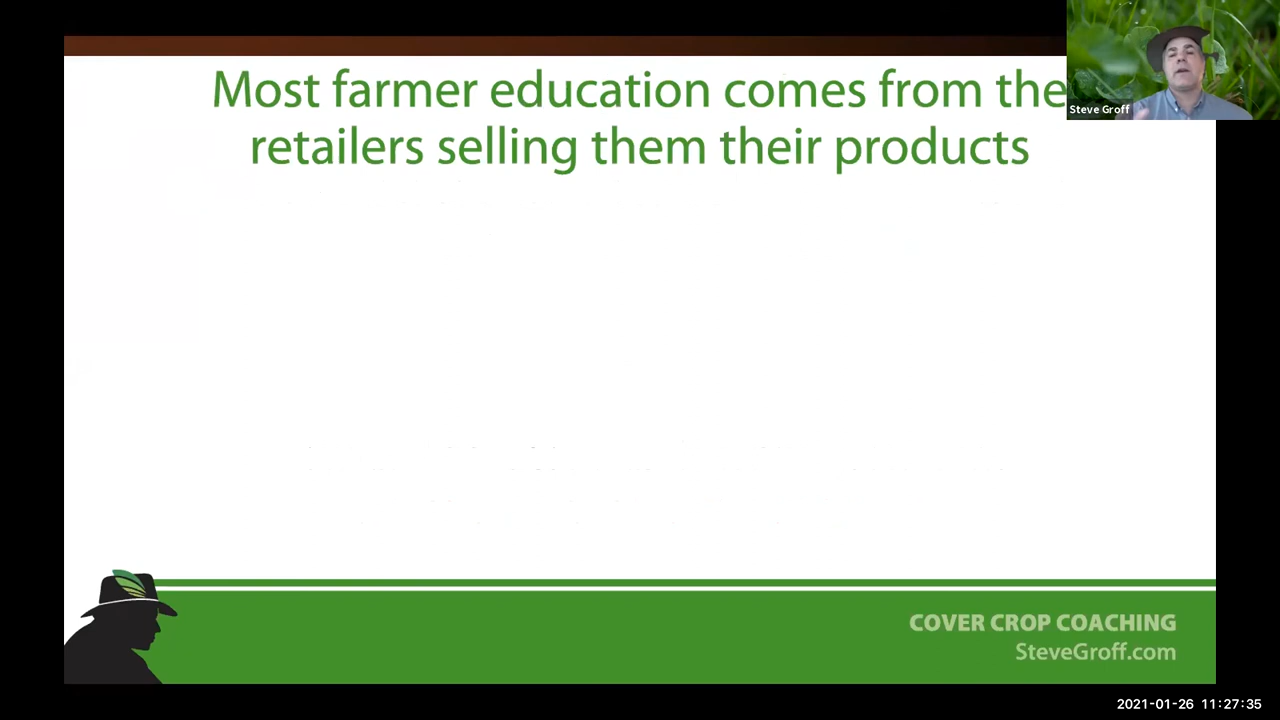 Most farmer education comes from the
retailers selling them their products
Steve Groff
COVER CROP COACHING
SteveGroff.com
2021-01-26 11:27:35